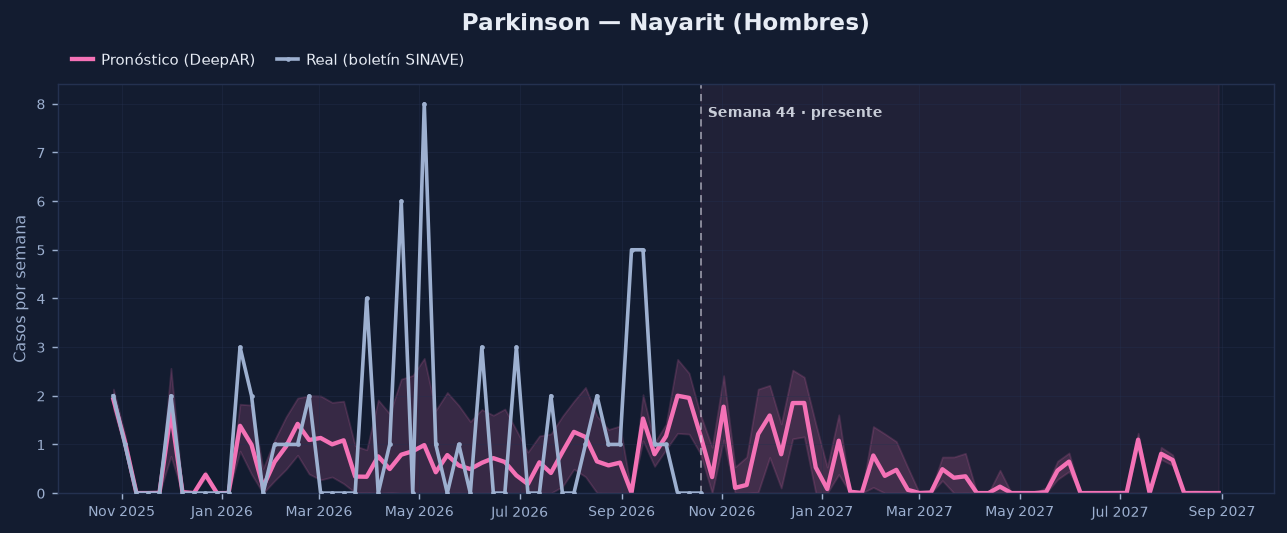 Parkinson — Nayarit (Hombres)
Pronóstico (DeepAR)
Real (boletín SINAVE)
Semana 44 · presente
Casos por semana
8
7
6
5
4
3
2
1
0
Nov 2025
Jan 2026
Mar 2026
May 2026
Jul 2026
Sep 2026
Nov 2026
Jan 2027
Mar 2027
May 2027
Jul 2027
Sep 2027